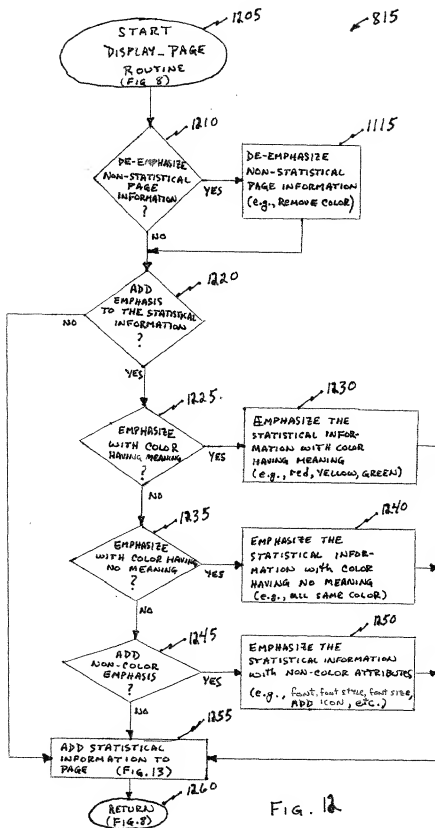 1205
815
START
DISPLAY_PAGE
ROUTINE
(FIG 8)
1210
DE-EMPHASIZE
NON-STATISTICAL
PAGE
INFORMATION
?
YES
NO
1115
DE-EMPHASIZE
NON-STATISTICAL
PAGE INFORMATION
(e.g., REMOVE COLOR)
1220
ADD
EMPHASIS
TO THE STATISTICAL
INFORMATION
?
NO
YES
1225.
EMPHASIZE
WITH COLOR
HAVING MEANING
?
YES
NO
1230
EMPHASIZE THE
STATISTICAL INFOR-
MATION WITH COLOR
HAVING MEANING
(e.g., red, YELLOW, GREEN)
1235
EMPHASIZE
WITH COLOR HAVING
NO MEANING
?
YES
NO
1240
EMPHASIZE THE
STATISTICAL INFOR-
MATION with COLOR
HAVING NO MEANING
(e.g., all SAME COLOR)
1245
ADD
NON-COLOR
EMPHASIS
?
YES
NO
1250
EMPHASIZE THE
STATISTICAL INFORMATION
with NON-COLOR ATTRIBUTES
(e.g., font, font style, font size,
ADD ICON, etc.)
1255
ADD STATISTICAL
INFORMATION TO
PAGE (FIG. 13)
1260
RETURN
(FIG. 8)
FIG. 12